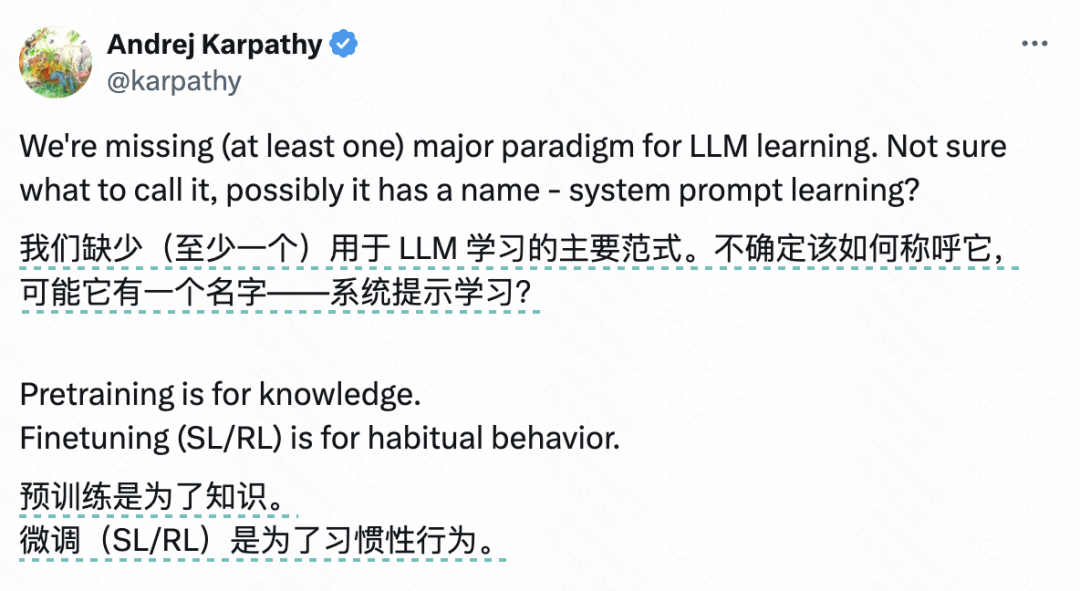 Andrej Karpathy
@karpathy
We're missing (at least one) major paradigm for LLM learning. Not sure
what to call it, possibly it has a name - system prompt learning?
我们缺少（至少一个）用于 LLM 学习的主要范式。不确定该如何称呼它，
可能它有一个名字——系统提示学习？
Pretraining is for knowledge.
Finetuning (SL/RL) is for habitual behavior.
预训练是为了知识。
微调（SL/RL）是为了习惯性行为。